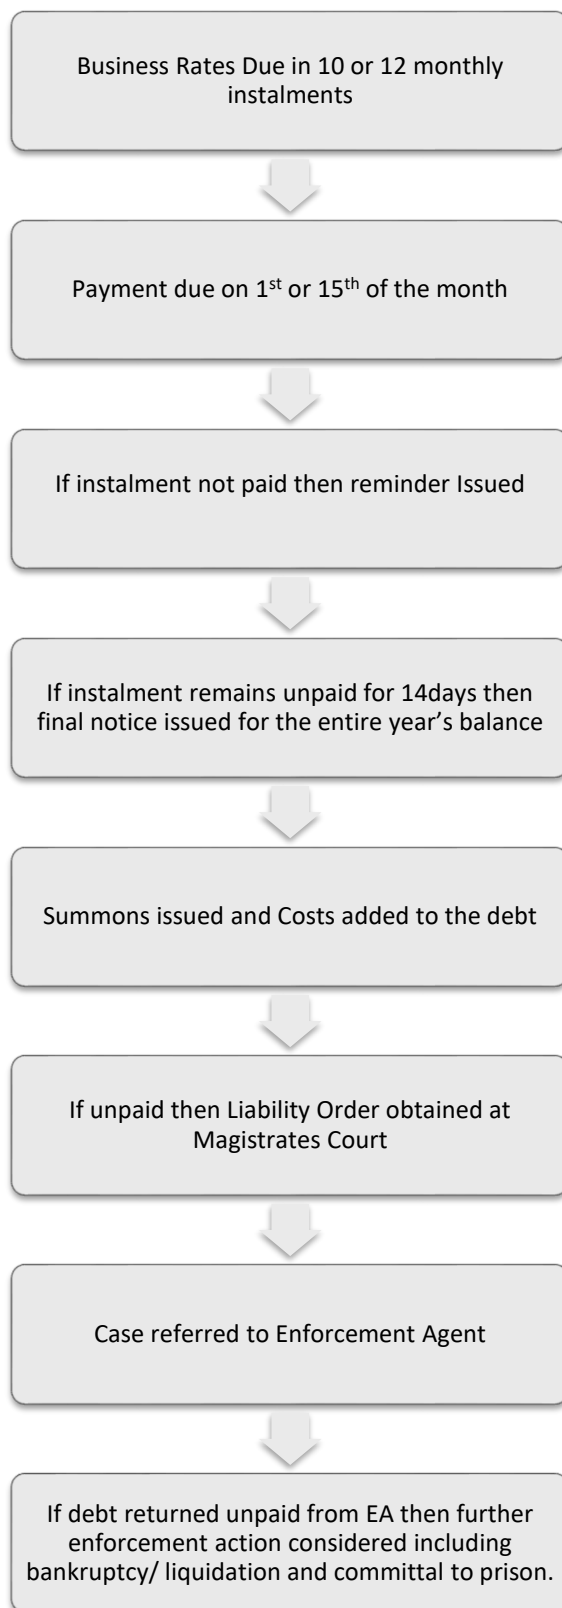 Business Rates Due in 10 or 12 monthly
instalments
Payment due on 1st or 15th of the month
If instalment not paid then reminder Issued
If instalment remains unpaid for 14days then
final notice issued for the entire year’s balance
Summons issued and Costs added to the debt
If unpaid then Liability Order obtained at
Magistrates Court
Case referred to Enforcement Agent
If debt returned unpaid from EA then further
enforcement action considered including
bankruptcy/ liquidation and committal to prison.